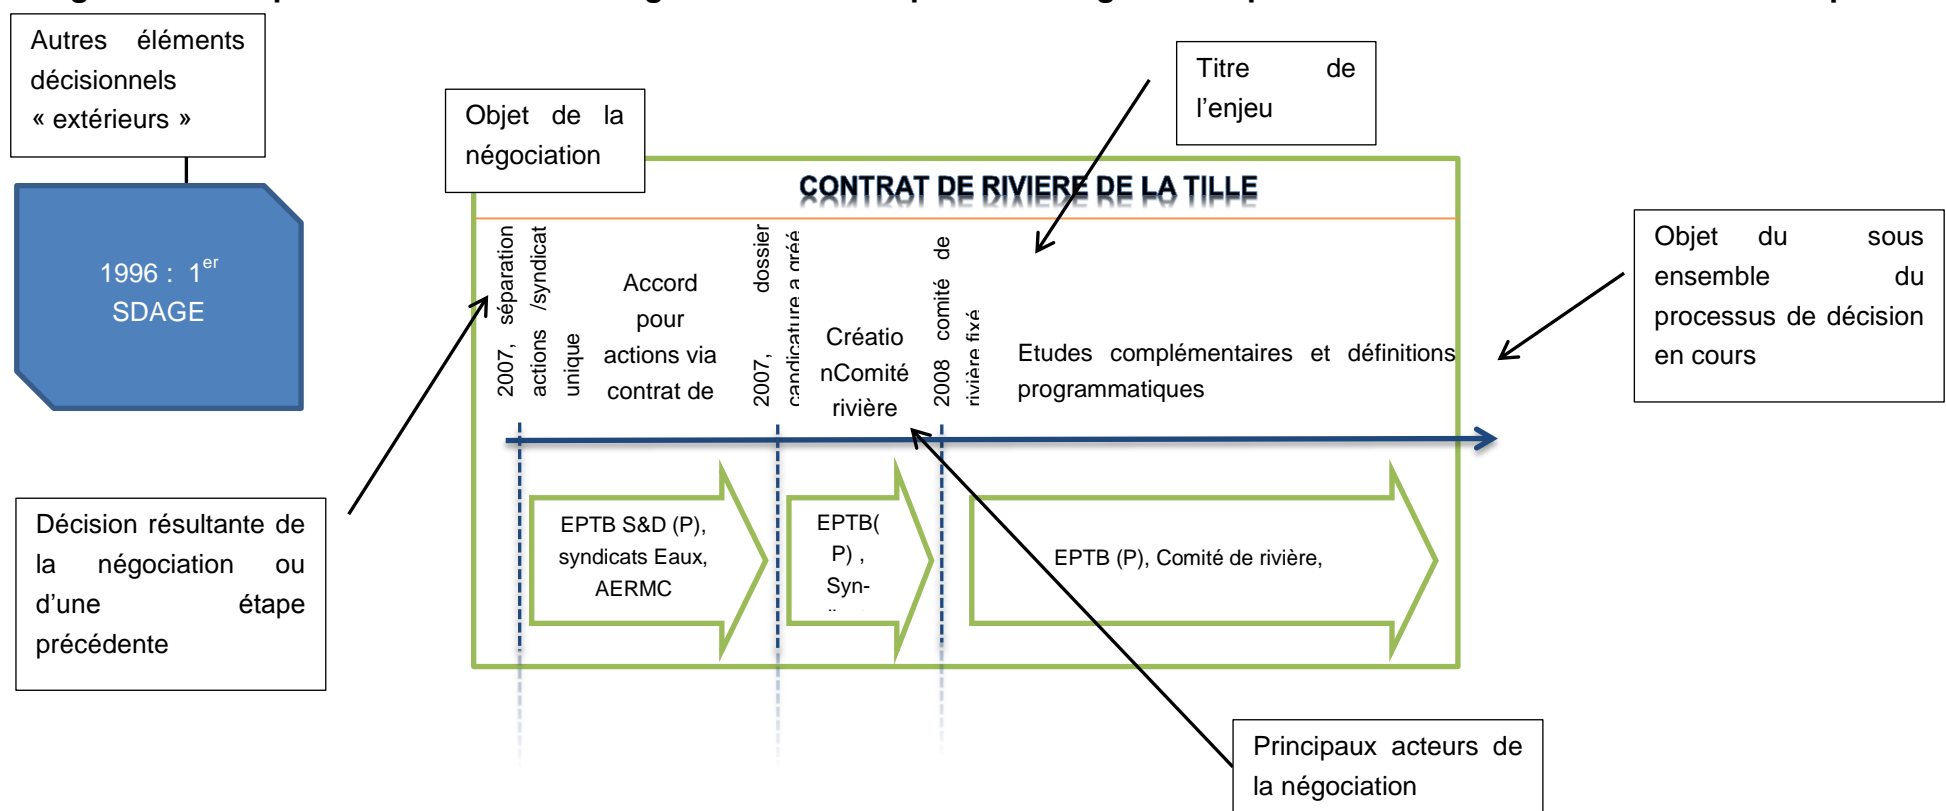 Autres éléments
décisionnels
« extérieurs »
1996 : 1er
SDAGE
Objet de la
négociation
Titre de
l'enjeu
CONTRAT DE RIVIERE DE LA TILLE
2007, séparation
actions /syndicat
unique
Accord
pour
actions via
contrat de
2007, dossier
candicature a gréé
Créatio
nComité
rivière
2008 comité de
rivière fixé
Etudes complémentaires et définitions
programmatiques
Objet du sous
ensemble du
processus de décision
en cours
Décision résultante de
la négociation ou
d'une étape
précédente
EPTB S&D (P),
syndicats Eaux,
AERMC
EPTB(
P) ,
Syn-
EPTB (P), Comité de rivière,
Principaux acteurs de
la négociation